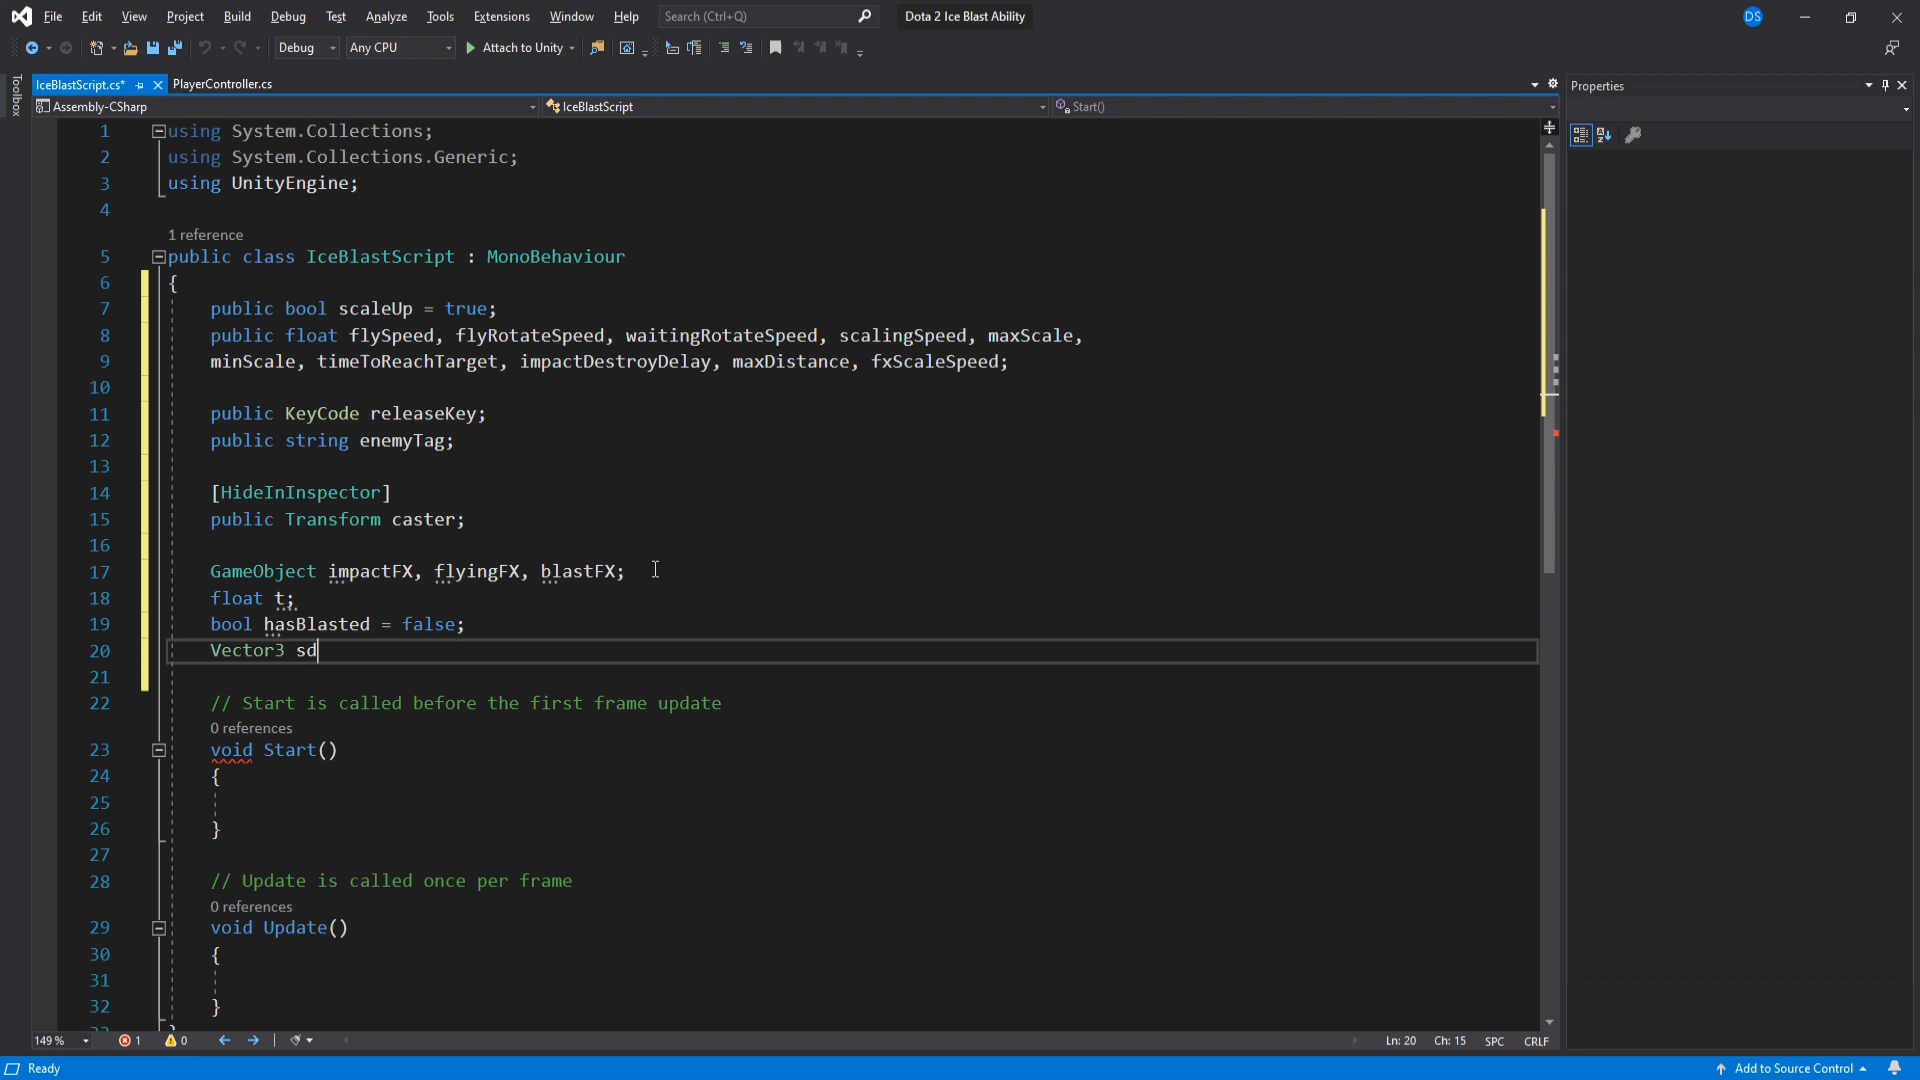 File Edit View Project Build Debug Test Analyze Tools Extensions Window Help Search (Ctrl+Q) Dota 2 Ice Blast Ability DS
Debug Any CPU Attach to Unity
Toolbox
IceBlastScript.cs* PlayerController.cs
Assembly-CSharp IceBlastScript Start()
Properties
1 using System.Collections;
2 using System.Collections.Generic;
3 using UnityEngine;
4
1 reference
5 public class IceBlastScript : MonoBehaviour
6 {
7 public bool scaleUp = true;
8 public float flySpeed, flyRotateSpeed, waitingRotateSpeed, scalingSpeed, maxScale,
9 minScale, timeToReachTarget, impactDestroyDelay, maxDistance, fxScaleSpeed;
10
11 public KeyCode releaseKey;
12 public string enemyTag;
13
14 [HideInInspector]
15 public Transform caster;
16
17 GameObject impactFX, flyingFX, blastFX;
18 float t;
19 bool hasBlasted = false;
20 Vector3 sd
21
22 // Start is called before the first frame update
0 references
23 void Start()
24 {
25
26 }
27
28 // Update is called once per frame
0 references
29 void Update()
30 {
31
32 }
33 }
149 % 1 0 Ln: 20 Ch: 15 SPC CRLF
Ready Add to Source Control